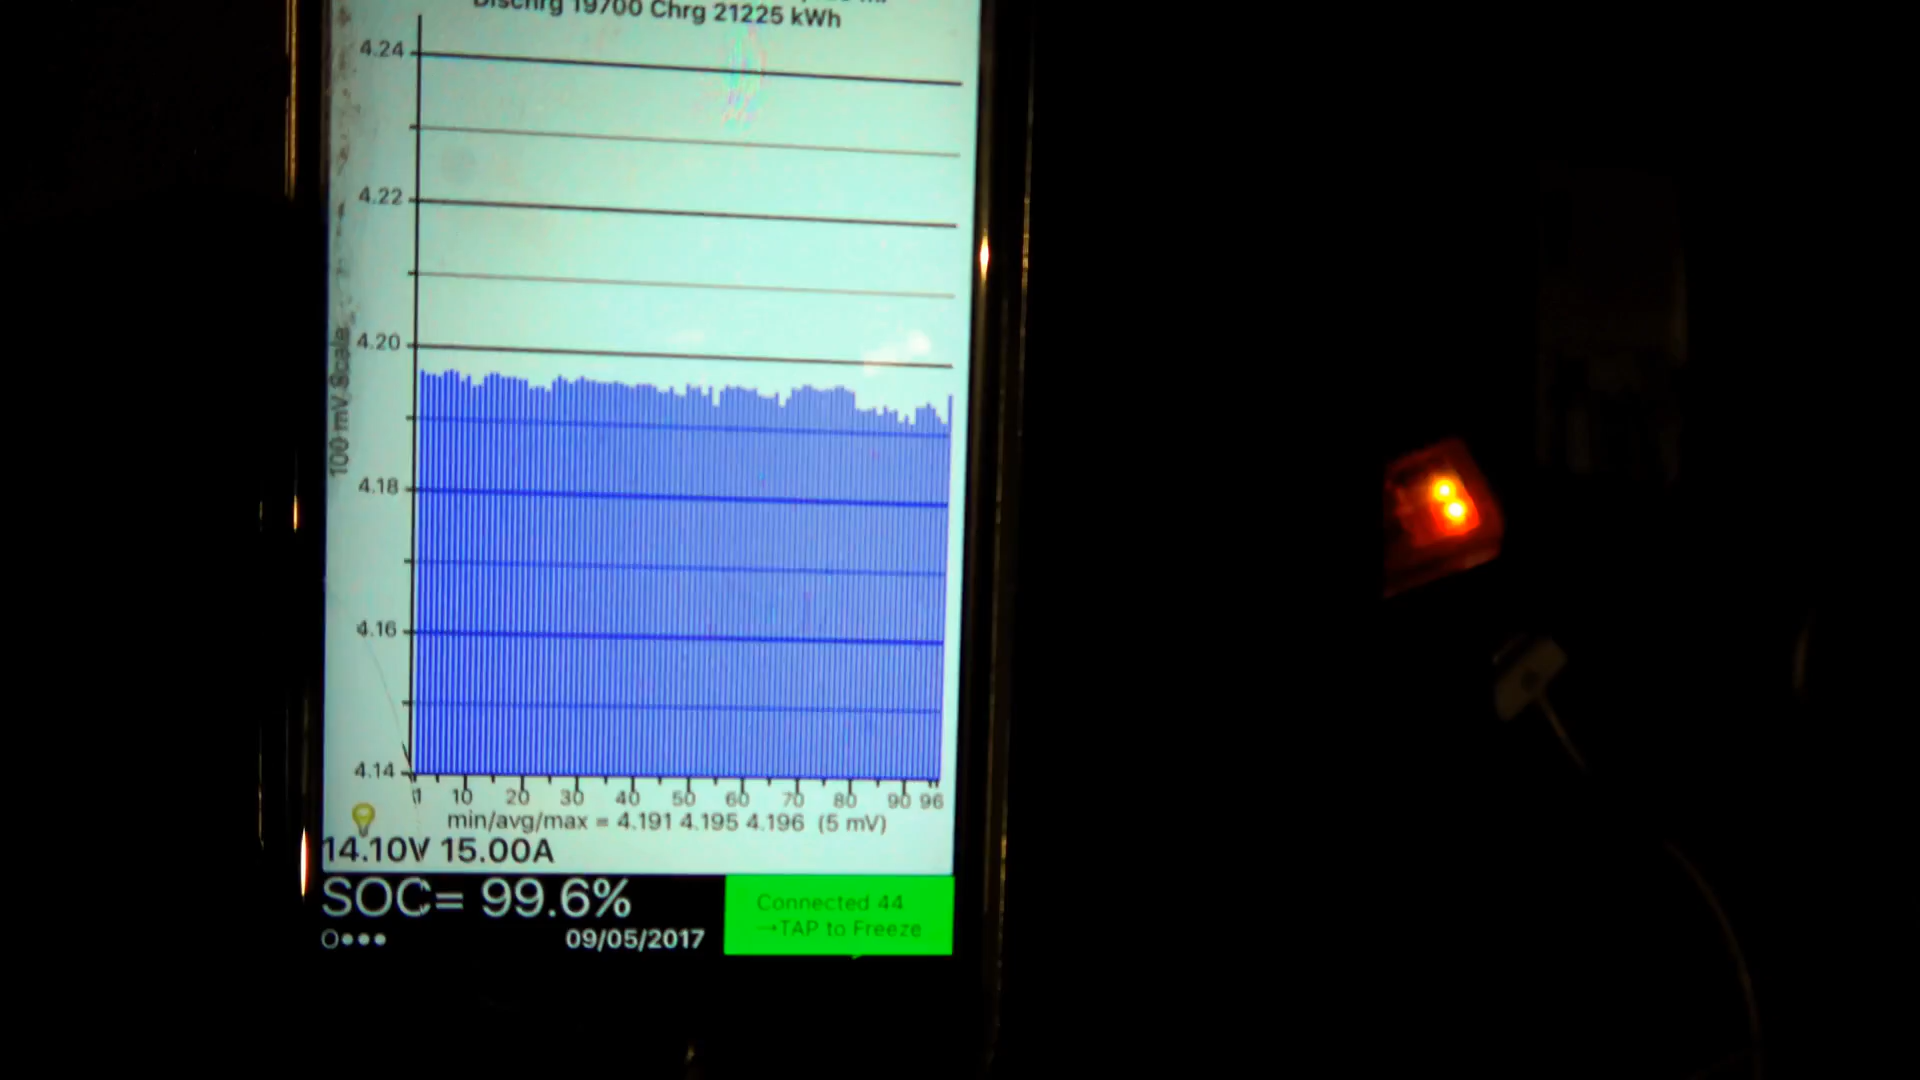 Dischrg 19700 Chrg 21225 kWh
4.24
4.22
4.20
100 mV Scale
4.18
4.16
4.14
1 10 20 30 40 50 60 70 80 90 96
min/avg/max = 4.191 4.195 4.196 (5 mV)
14.10V 15.00A
SOC= 99.6%
Connected 44
→TAP to Freeze
09/05/2017